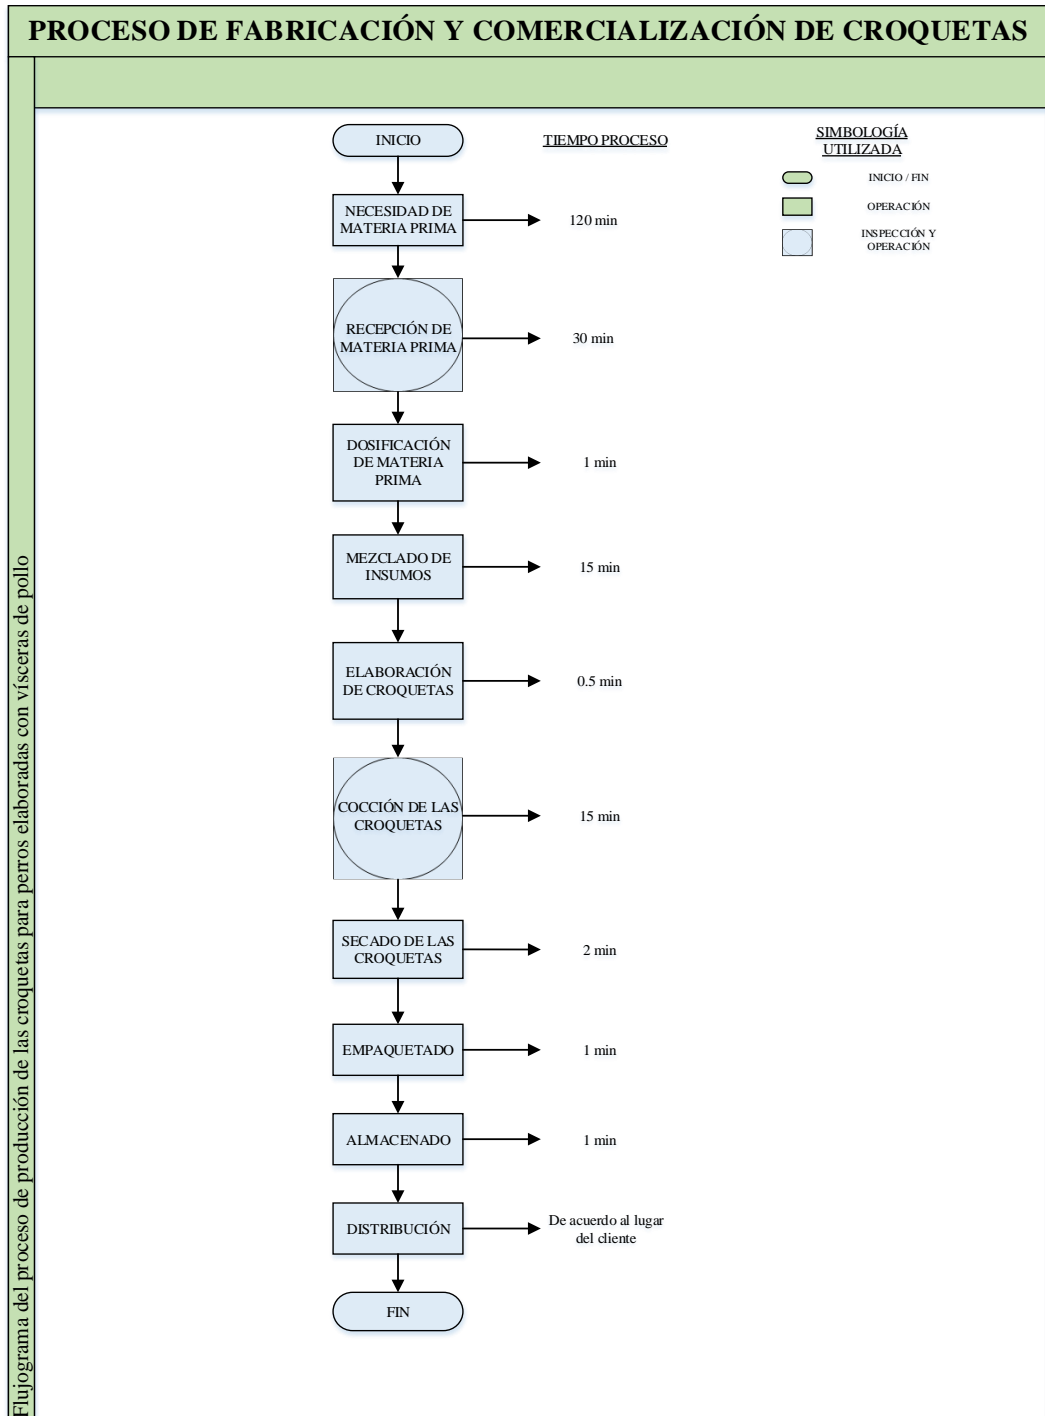 PROCESO DE FABRICACIÓN Y COMERCIALIZACIÓN DE CROQUETAS
Flujograma del proceso de producción de las croquetas para perros elaboradas con vísceras de pollo
INICIO
TIEMPO PROCESO
SIMBOLOGÍA
UTILIZADA
INICIO / FIN
OPERACIÓN
INSPECCIÓN Y
OPERACIÓN
NECESIDAD DE
MATERIA PRIMA
120 min
RECEPCIÓN DE
MATERIA PRIMA
30 min
DOSIFICACIÓN
DE MATERIA
PRIMA
1 min
MEZCLADO DE
INSUMOS
15 min
ELABORACIÓN
DE CROQUETAS
0.5 min
COCCIÓN DE LAS
CROQUETAS
15 min
SECADO DE LAS
CROQUETAS
2 min
EMPAQUETADO
1 min
ALMACENADO
1 min
DISTRIBUCIÓN
De acuerdo al lugar
del cliente
FIN